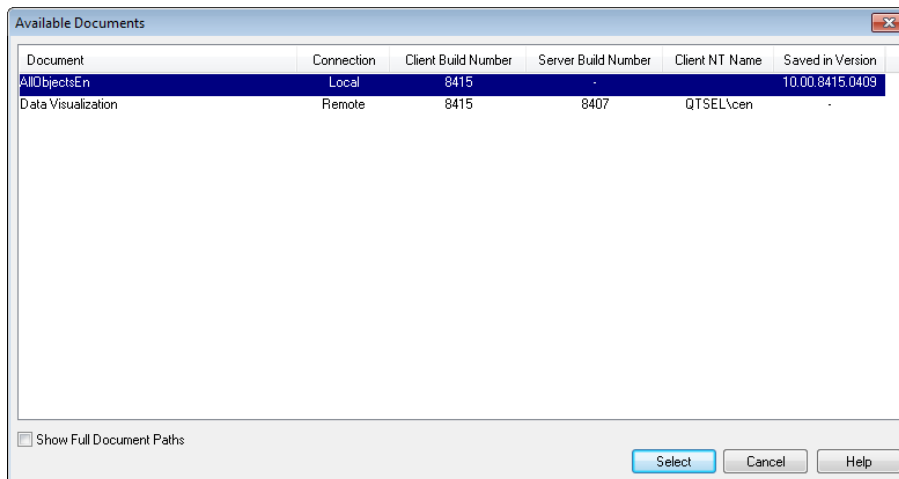 Available Documents
Document Connection Client Build Number Server Build Number Client NT Name Saved in Version
AllObjectsEn Local 8415 - 10.00.8415.0409
Data Visualization Remote 8415 8407 QTSEL\cen -
Show Full Document Paths
Select Cancel Help